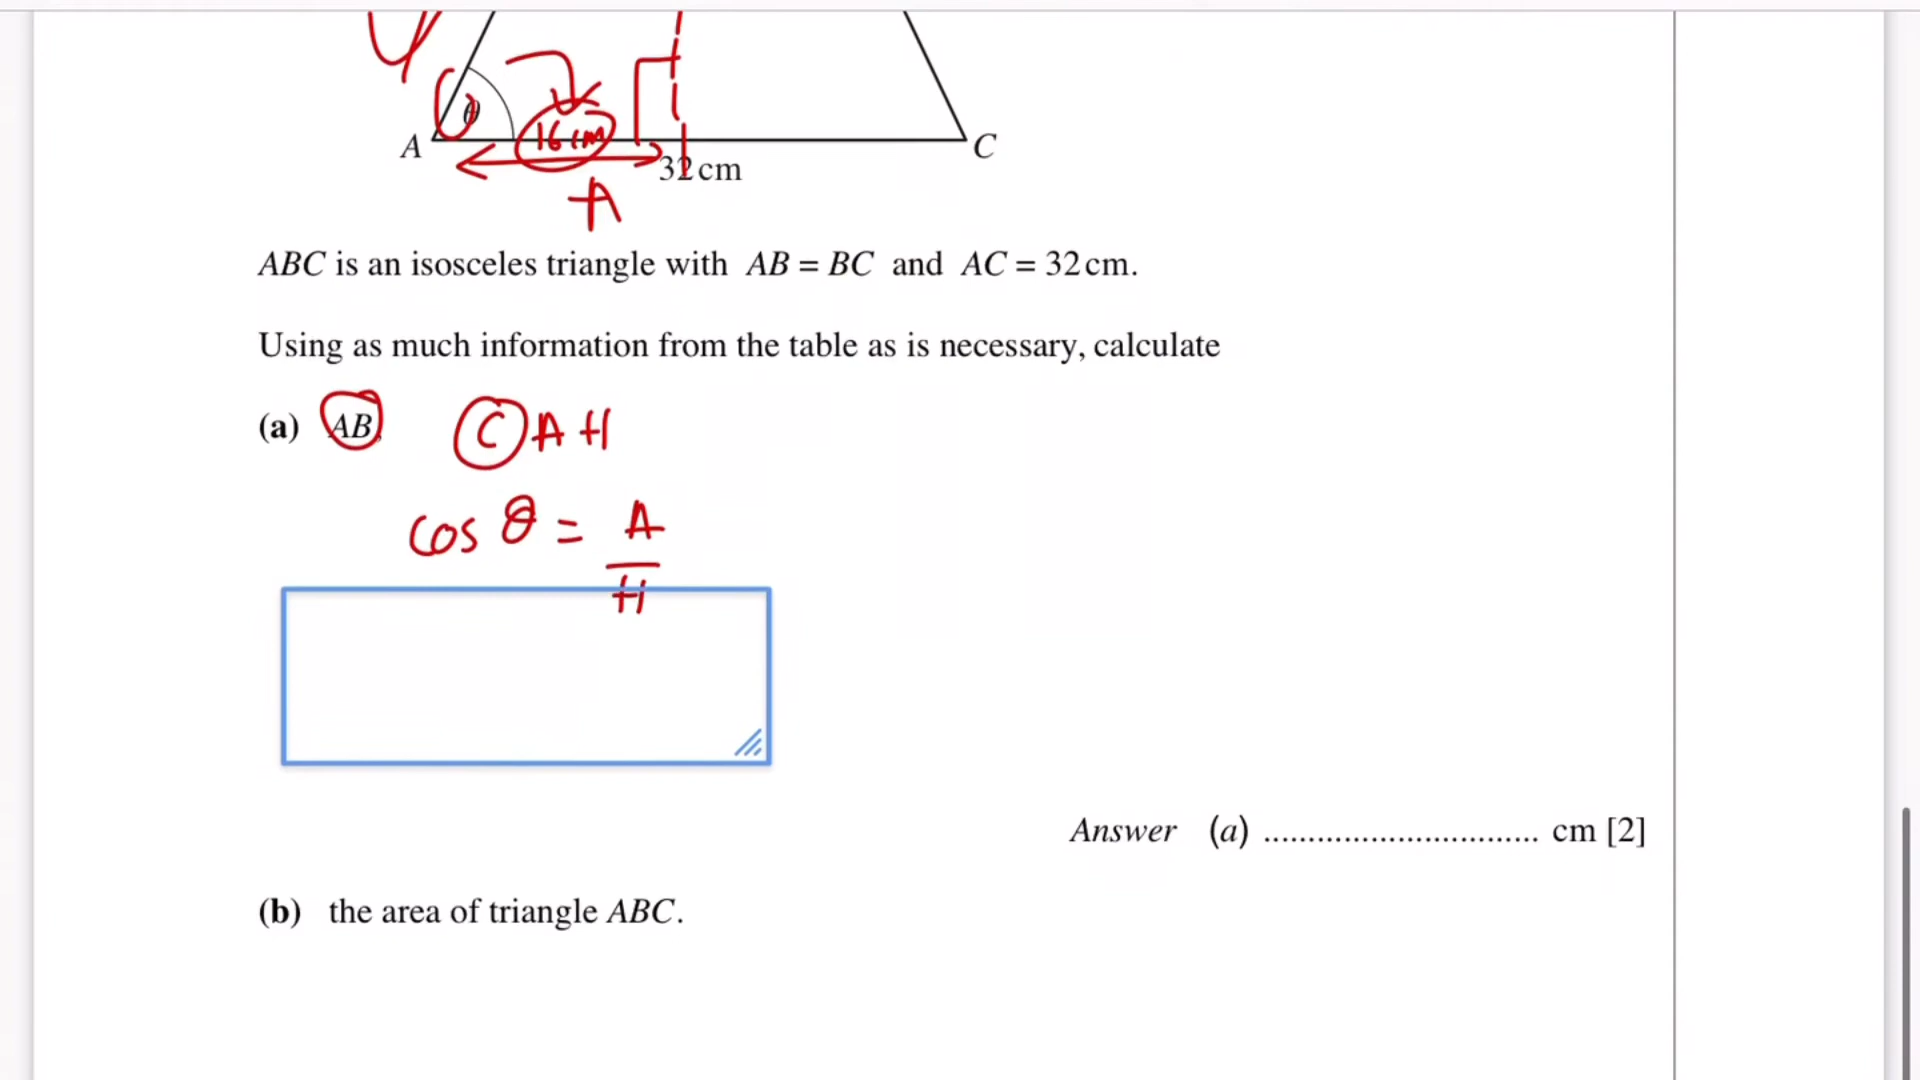 θ
16 cm
A
C
32 cm
A
ABC is an isosceles triangle with AB = BC and AC = 32 cm.
Using as much information from the table as is necessary, calculate
(a) AB, C A H
cos θ = A
H
Answer (a) .............................. cm [2]
(b) the area of triangle ABC.